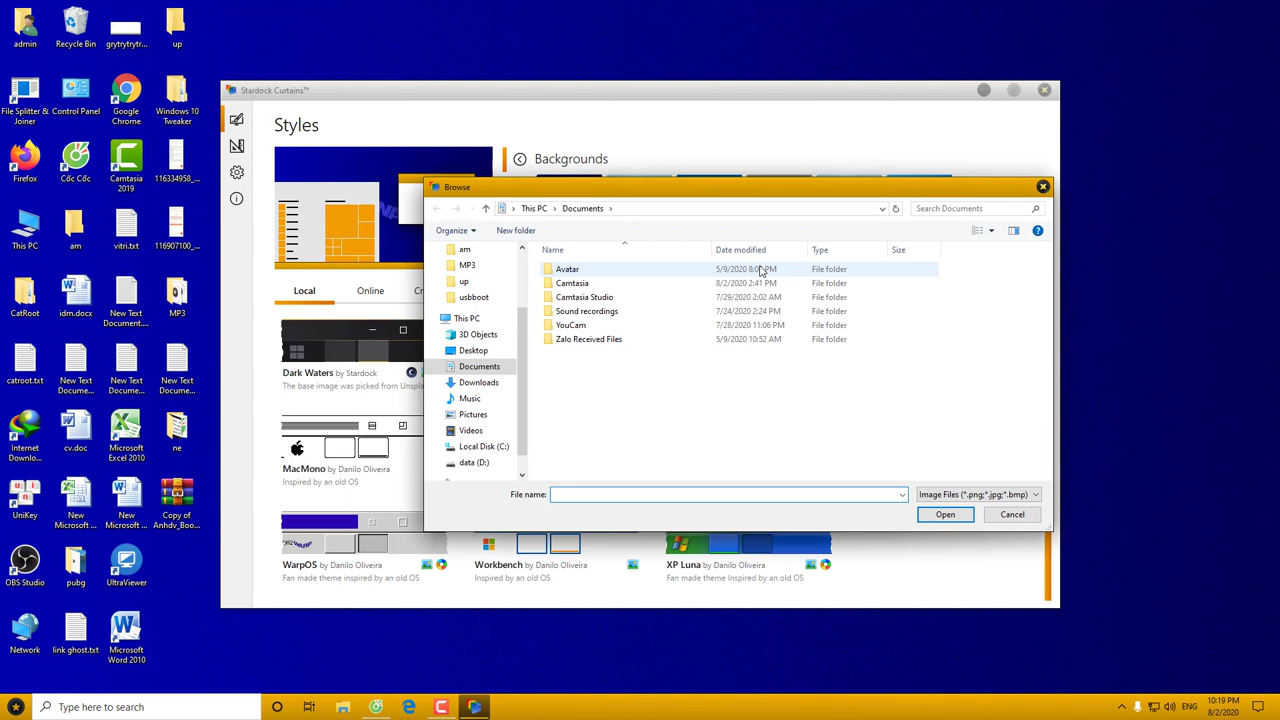 admin
Recycle Bin
grytrytrytr...
up
File Splitter & Joiner
Control Panel
Google Chrome
Windows 10 Tweaker
Firefox
Cốc Cốc
Camtasia 2019
116334958_...
This PC
am
vitri.txt
116907100_...
CatRoot
idm.docx
New Text Document....
MP3
catroot.txt
New Text Docume...
New Text Docume...
New Text Docume...
Internet Downlo...
cv.doc
Microsoft Excel 2010
ne
UniKey
New Microsof...
New Microsof...
Copy of Anhdv_Boo...
OBS Studio
pubg
UltraViewer
Network
link ghost.txt
Microsoft Word 2010
Stardock Curtains™
Styles
Backgrounds
Local
Online
Dark Waters by Stardock
The base image was picked from Unspla
MacMono by Danilo Oliveira
Inspired by an old OS
WarpOS by Danilo Oliveira
Fan made theme Inspired by an old OS
Workbench by Danilo Oliveira
Inspired by an old OS
XP Luna by Danilo Oliveira
Fan made theme inspired by an old OS
Browse
This PC > Documents >
Search Documents
Organize
New folder
am
MP3
up
usbboot
This PC
3D Objects
Desktop
Documents
Downloads
Music
Pictures
Videos
Local Disk (C:)
data (D:)
Name Date modified Type Size
Avatar 5/9/2020 8:0 PM File folder
Camtasia 8/2/2020 2:41 PM File folder
Camtasia Studio 7/29/2020 2:02 AM File folder
Sound recordings 7/24/2020 2:24 PM File folder
YouCam 7/28/2020 11:06 PM File folder
Zalo Received Files 5/9/2020 10:52 AM File folder
File name:
Image Files (*.png;*.jpg;*.bmp)
Open
Cancel
Type here to search
ENG
10:19 PM
8/2/2020